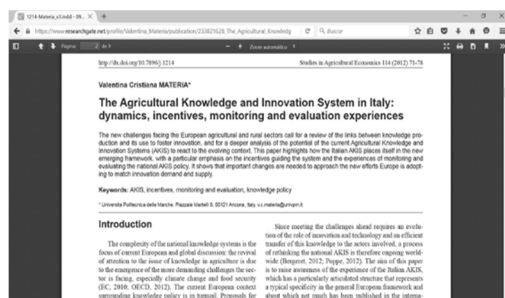 1214-Materia_v3.indd - 09...
https://www.researchgate.net/profile/Valentina_Materia/publication/233821628_The_Agricultural_Knowledg
Buscar
Página: 2 de 8
Zoom automático
http://dx.doi.org/10.7896/j.1214
Studies in Agricultural Economics 114 (2012) 71-78
Valentina Cristiana MATERIA*
The Agricultural Knowledge and Innovation System in Italy:
dynamics, incentives, monitoring and evaluation experiences
The new challenges facing the European agricultural and rural sectors call for a review of the links between knowledge pro-
duction and its use to foster innovation, and for a deeper analysis of the potential of the current Agricultural Knowledge and
Innovation Systems (AKIS) to react to the evolving context. This paper highlights how the Italian AKIS places itself in the new
emerging framework, with a particular emphasis on the incentives guiding the system and the experiences of monitoring and
evaluating the national AKIS policy. It shows that important changes are needed to approach the new efforts Europe is adopt-
ing to match innovation demand and supply.
Keywords: AKIS, incentives, monitoring and evaluation, knowledge policy
* Università Politecnica delle Marche, Piazzale Martelli 8, 60121 Ancona, Italy. v.c.materia@univpm.it
Introduction
The complexity of the national knowledge systems is the
focus of current European and global discussions: the revival
of attention to the issue of knowledge in agriculture is due
to the emergence of the more demanding challenges the sec-
tor is facing, especially climate change and food security
(EC, 2010; OECD, 2012). The current European context
surrounding knowledge policy is in turmoil. Proposals for
Since meeting the challenges ahead requires an evolu-
tion of the role of innovation and technology and an efficient
transfer of this knowledge to the actors involved, a process
of rethinking the national AKIS is therefore ongoing world-
wide (Bergeret, 2012; Poppe, 2012). The aim of this paper
is to raise awareness of the experience of the Italian AKIS,
which has a particularly articulated structure that represents
a typical specificity in the general European framework and
about which not much has been published in the interna-